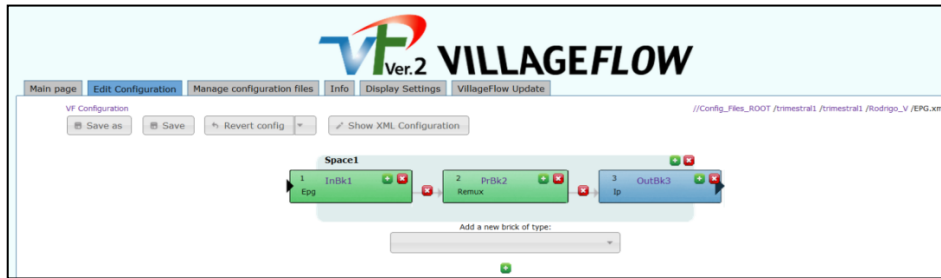 VF Ver.2 VILLAGEFLOW
Main page Edit Configuration Manage configuration files Info Display Settings VillageFlow Update
VF Configuration //Config_Files_ROOT /trimestral1 /trimestral1 /Rodrigo_V /EPG.xm
Save as Save Revert config Show XML Configuration
Space1
1 InBk1 2 PrBk2 3 OutBk3
Epg Remux Ip
Add a new brick of type: